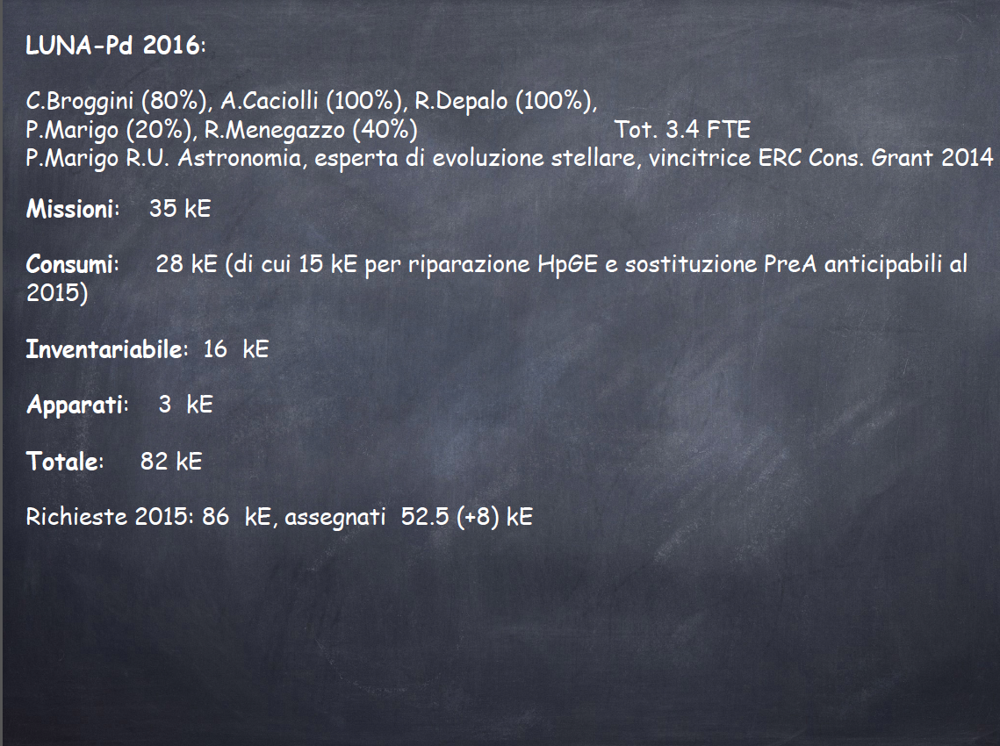 LUNA-Pd 2016:
C.Broggini (80%), A.Caciolli (100%), R.Depalo (100%),
P.Marigo (20%), R.Menegazzo (40%) Tot. 3.4 FTE
P.Marigo R.U. Astronomia, esperta di evoluzione stellare, vincitrice ERC Cons. Grant 2014
Missioni: 35 kE
Consumi: 28 kE (di cui 15 kE per riparazione HpGE e sostituzione PreA anticipabili al
2015)
Inventariabile: 16 kE
Apparati: 3 kE
Totale: 82 kE
Richieste 2015: 86 kE, assegnati 52.5 (+8) kE